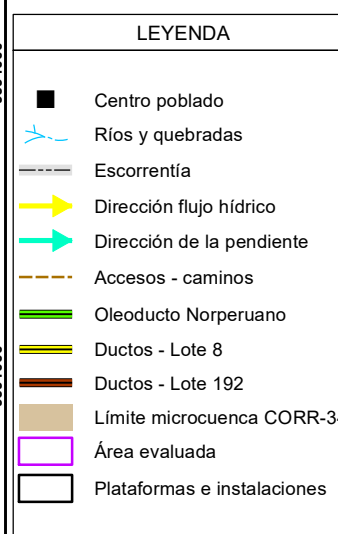 LEYENDA
Centro poblado
Ríos y quebradas
Escorrentía
Dirección flujo hídrico
Dirección de la pendiente
Accesos - caminos
Oleoducto Norperuano
Ductos - Lote 8
Ductos - Lote 192
Límite microcuenca CORR-3
Área evaluada
Plataformas e instalaciones